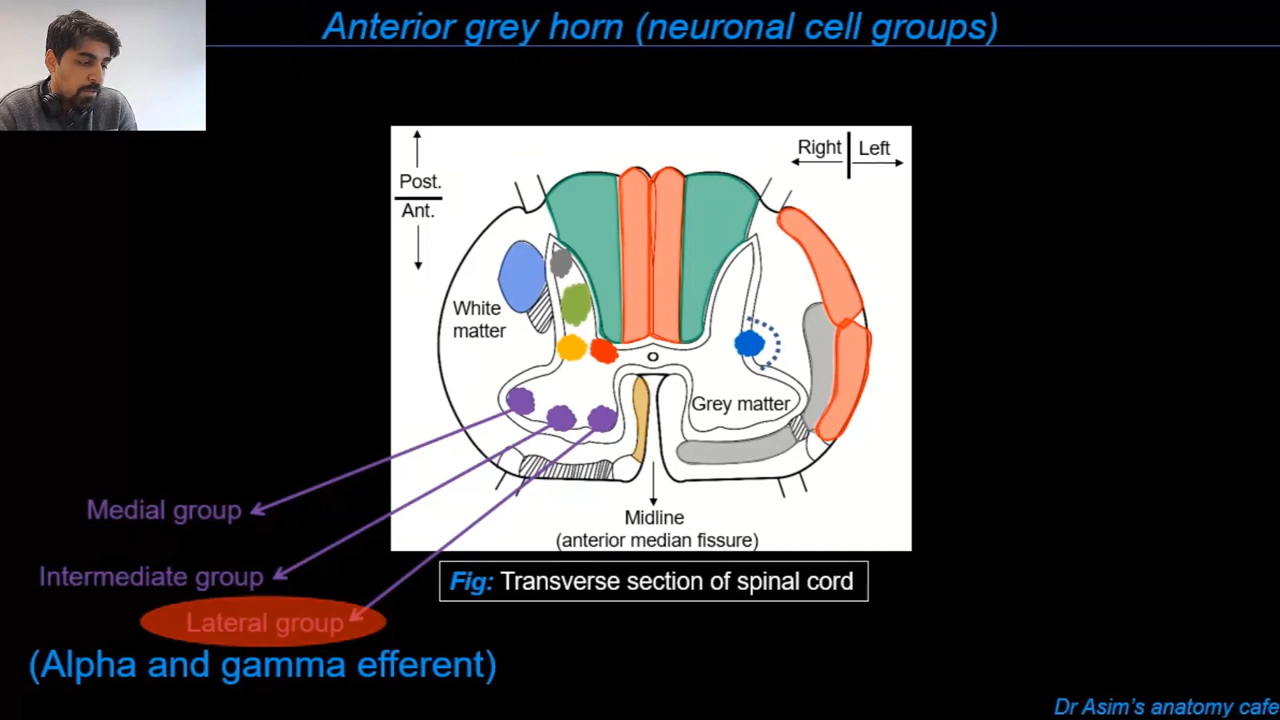 Anterior grey horn (neuronal cell groups)
Right Left
Post.
Ant.
White
matter
Grey matter
Medial group
Midline
(anterior median fissure)
Intermediate group
Fig: Transverse section of spinal cord
Lateral group
(Alpha and gamma efferent)
Dr Asim's anatomy cafe